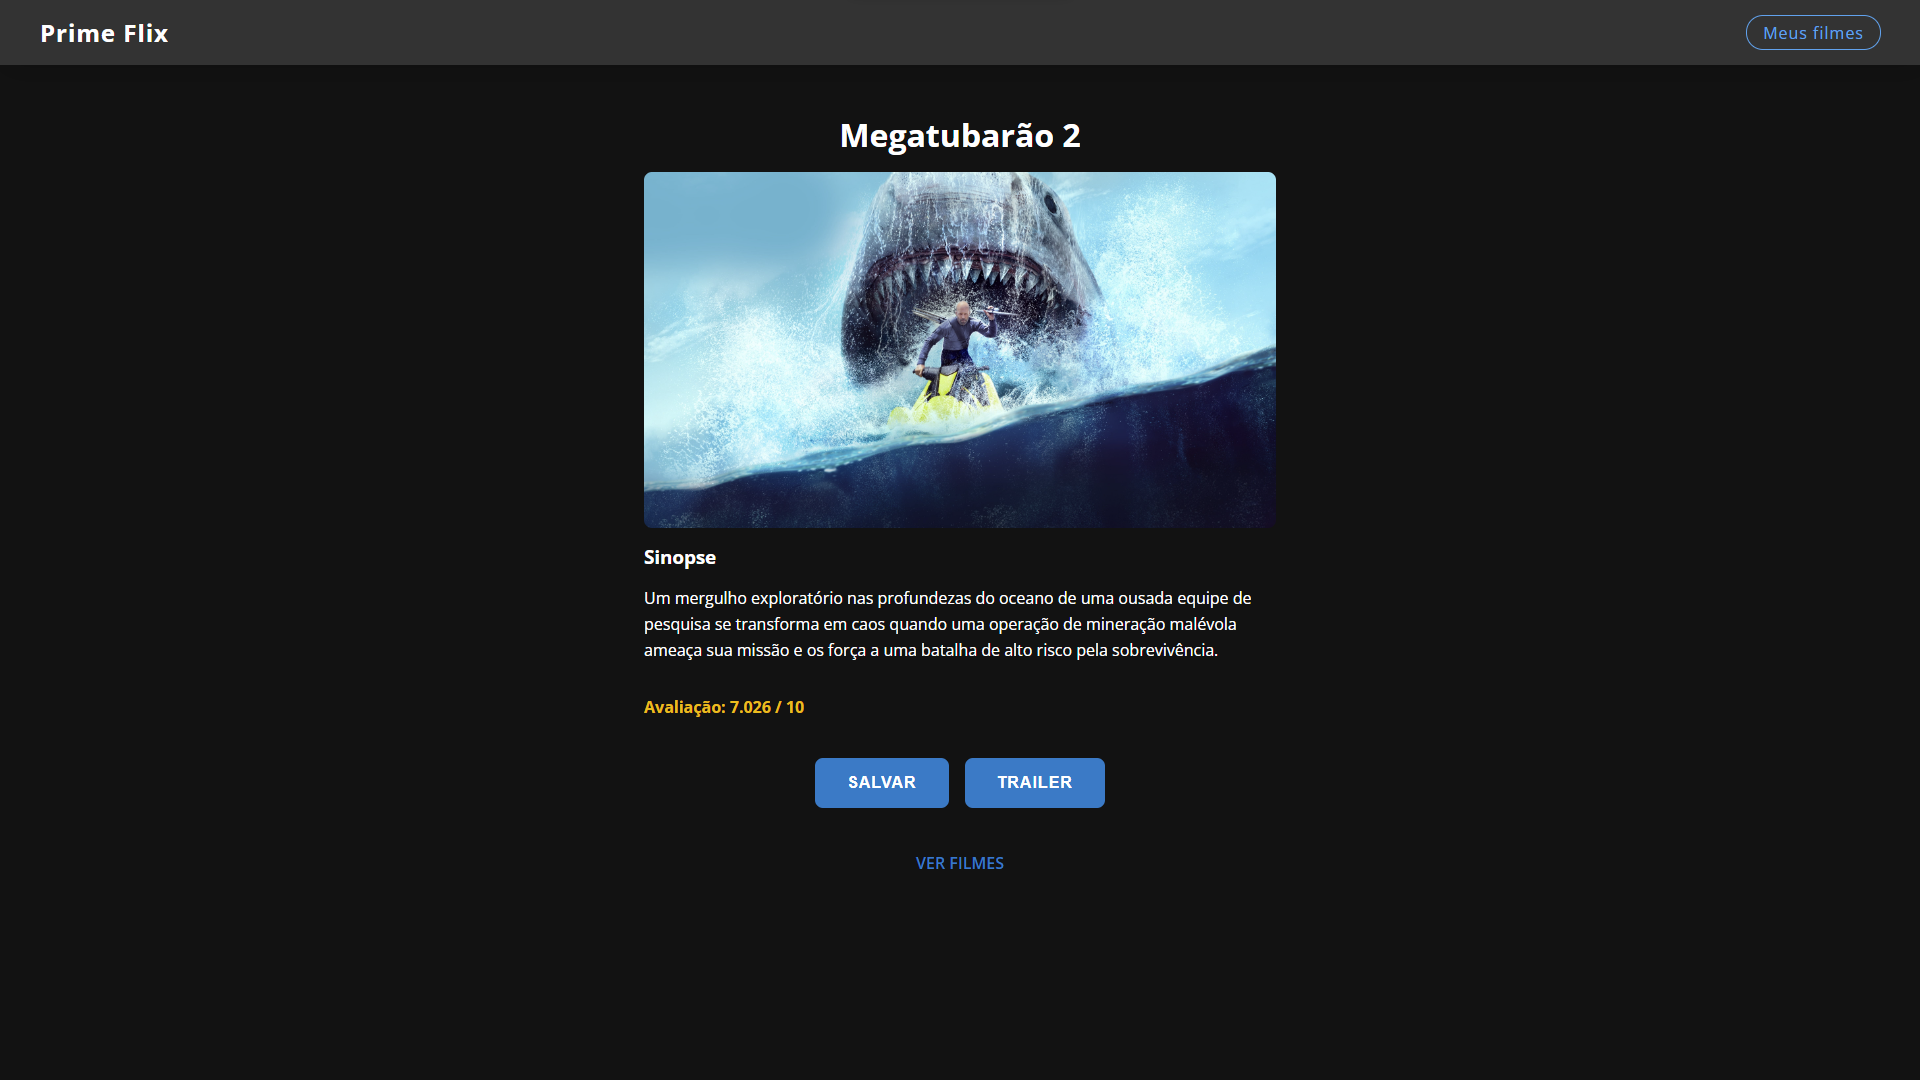 Prime Flix
Meus filmes
Megatubarão 2
Sinopse
Um mergulho exploratório nas profundezas do oceano de uma ousada equipe de
pesquisa se transforma em caos quando uma operação de mineração malévola
ameaça sua missão e os força a uma batalha de alto risco pela sobrevivência.
Avaliação: 7.026 / 10
SALVAR
TRAILER
VER FILMES